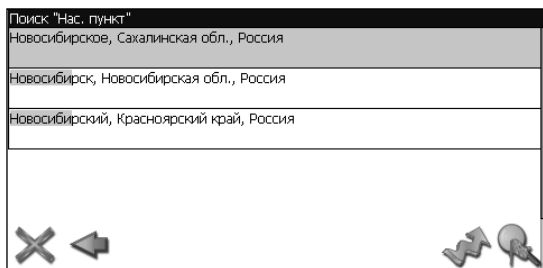 Поиск "Нас. пункт"
Новосибирское, Сахалинская обл., Россия
Новосибирск, Новосибирская обл., Россия
Новосибирский, Красноярский край, Россия